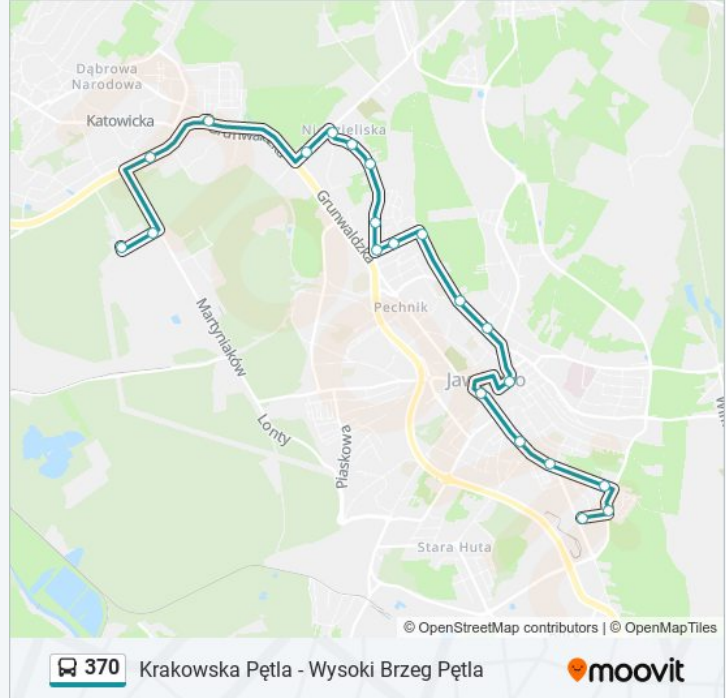 Dąbrowa
Narodowa
Katowicka
Grunwaldzka
Grunwaldzka
Pechnik
Martyniaków
Lonty
Piaskowa
Stara Huta
© OpenStreetMap contributors | © OpenMapTiles
370 Krakowska Pętla - Wysoki Brzeg Pętla
moovit